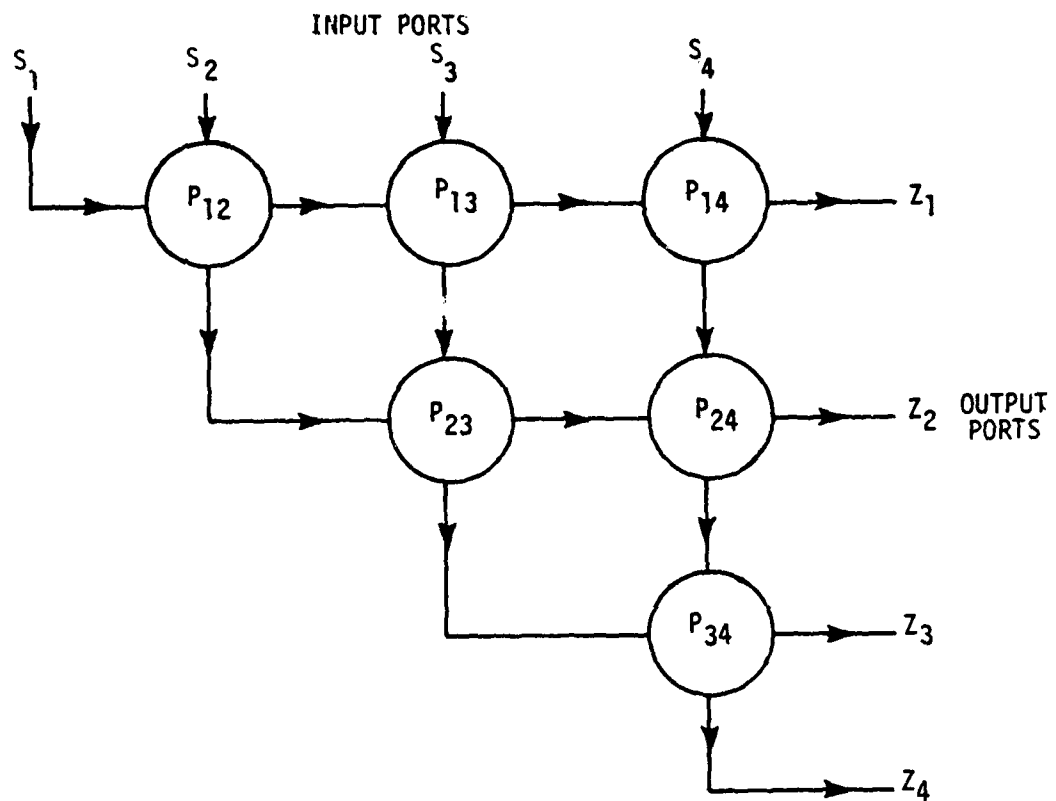 INPUT PORTS
S1 S2 S3 S4
P12 P13 P14 Z1
P23 P24 Z2 OUTPUT
PORTS
P34 Z3
Z4